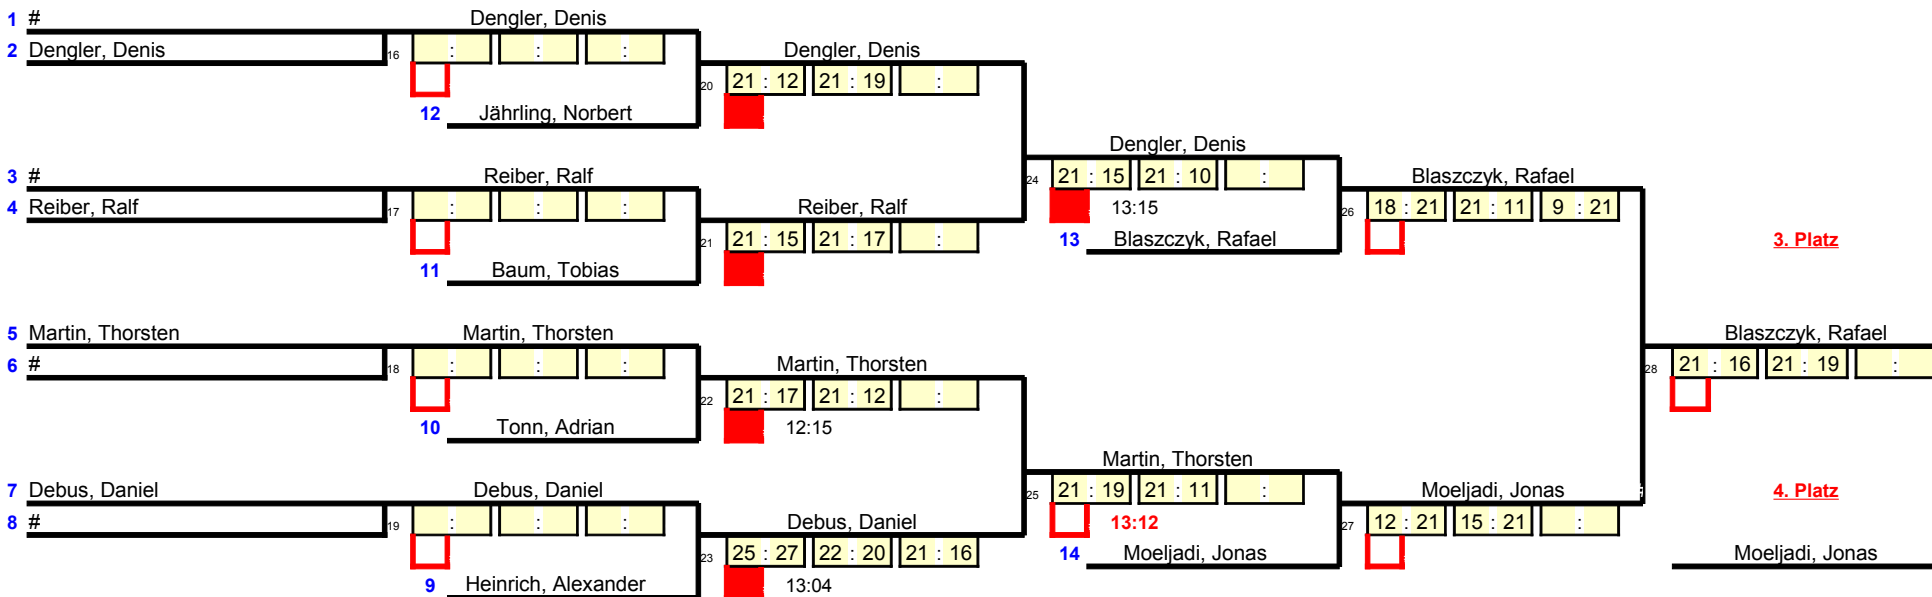 1 # Dengler, Denis
2 Dengler, Denis 16 : : : Dengler, Denis
20 21 : 12 21 : 19 :
12 Jährling, Norbert
Dengler, Denis
3 # Reiber, Ralf 24 21 : 15 21 : 10 : Blaszczyk, Rafael
4 Reiber, Ralf 17 : : : Reiber, Ralf 13:15 26 18 : 21 21 : 11 9 : 21
21 21 : 15 21 : 17 : 13 Blaszczyk, Rafael 3. Platz
11 Baum, Tobias
5 Martin, Thorsten Martin, Thorsten Blaszczyk, Rafael
6 # 18 : : : Martin, Thorsten 28 21 : 16 21 : 19 :
22 21 : 17 21 : 12 :
10 Tonn, Adrian 12:15
Martin, Thorsten
7 Debus, Daniel Debus, Daniel 25 21 : 19 21 : 11 : Moeljadi, Jonas 4. Platz
8 # 19 : : : Debus, Daniel 13:12 27 12 : 21 15 : 21 :
23 25 : 27 22 : 20 21 : 16 14 Moeljadi, Jonas Moeljadi, Jonas
9 Heinrich, Alexander 13:04